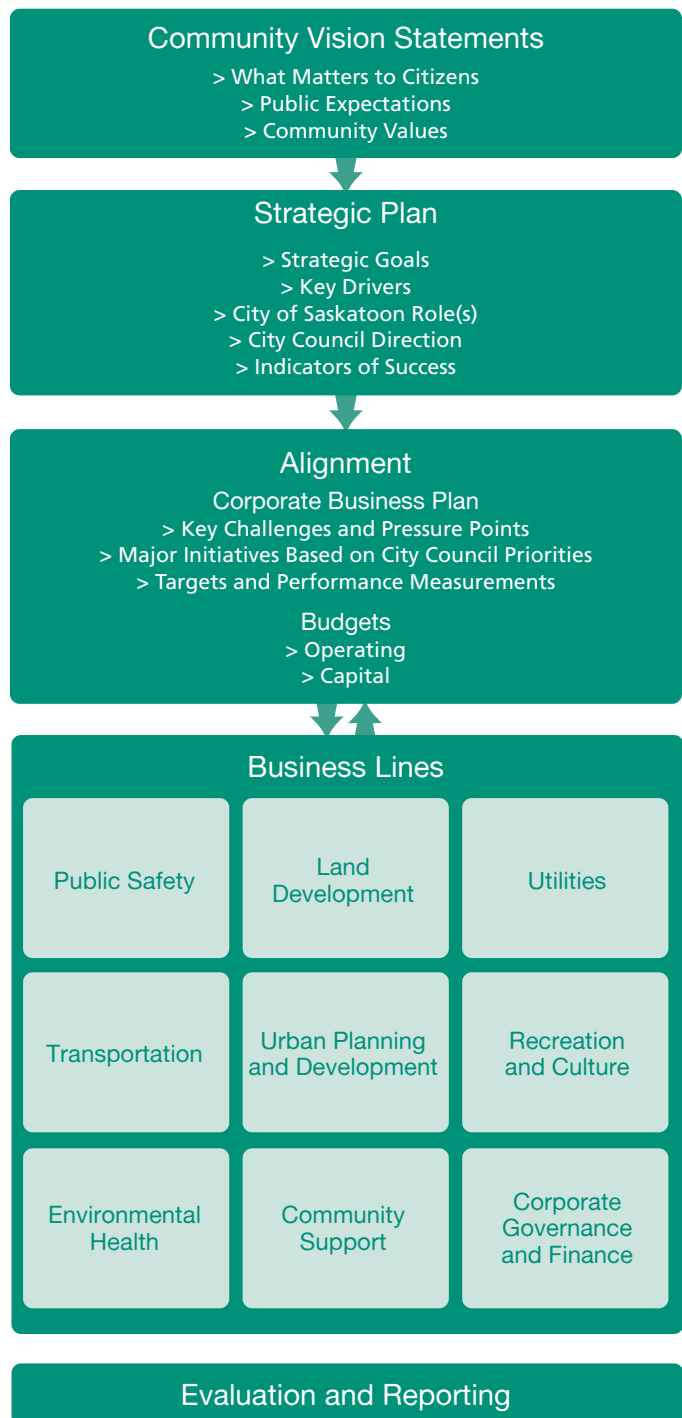 Community Vision Statements
> What Matters to Citizens
> Public Expectations
> Community Values
Strategic Plan
> Strategic Goals
> Key Drivers
> City of Saskatoon Role(s)
> City Council Direction
> Indicators of Success
Alignment
Corporate Business Plan
> Key Challenges and Pressure Points
> Major Initiatives Based on City Council Priorities
> Targets and Performance Measurements
Budgets
> Operating
> Capital
Business Lines
Public Safety
Land
Development
Utilities
Transportation
Urban Planning
and Development
Recreation
and Culture
Environmental
Health
Community
Support
Corporate
Governance
and Finance
Evaluation and Reporting